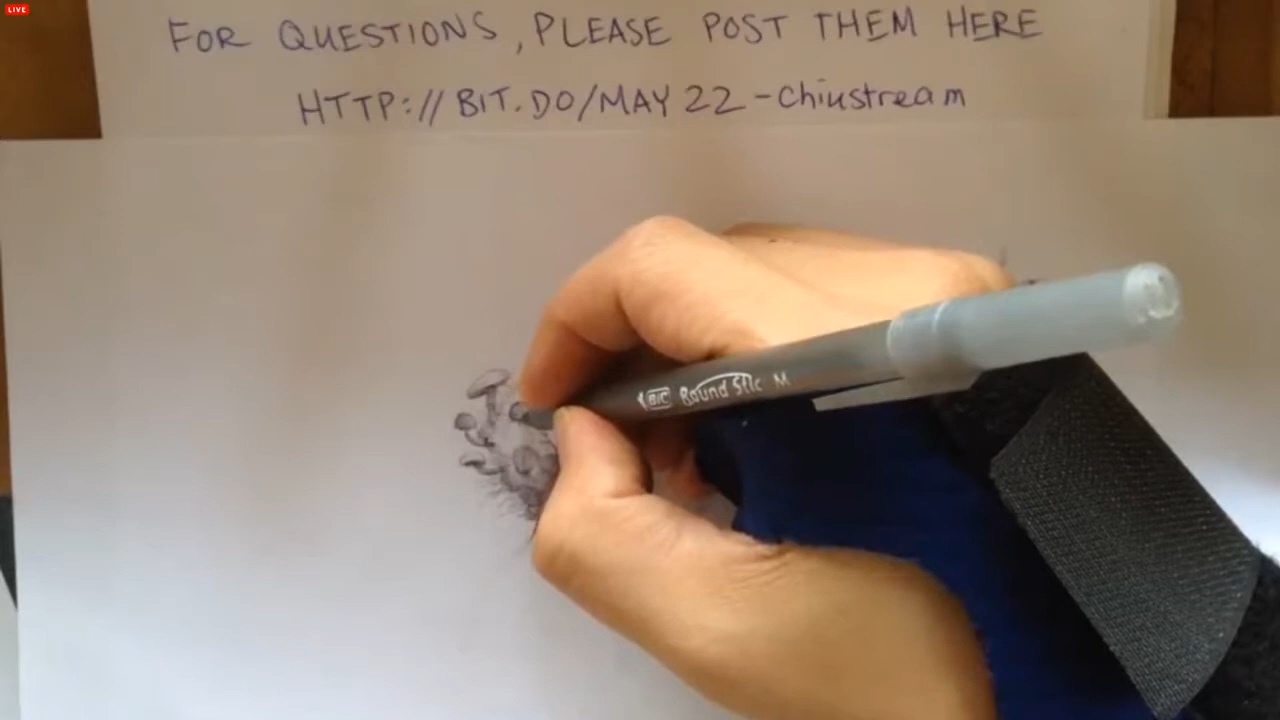 LIVE
FOR QUESTIONS, PLEASE POST THEM HERE
HTTP://BIT.DO/MAY22-Chiustream
BIC Round Stic M